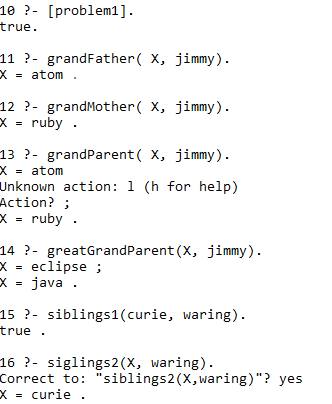 10 ?- [problem1].
true.
11 ?- grandFather( X, jimmy).
X = atom .
12 ?- grandMother( X, jimmy).
X = ruby .
13 ?- grandParent( X, jimmy).
X = atom
Unknown action: l (h for help)
Action? ;
X = ruby .
14 ?- greatGrandParent(X, jimmy).
X = eclipse ;
X = java .
15 ?- siblings1(curie, waring).
true .
16 ?- siglings2(X, waring).
Correct to: "siblings2(X,waring)"? yes
X = curie .